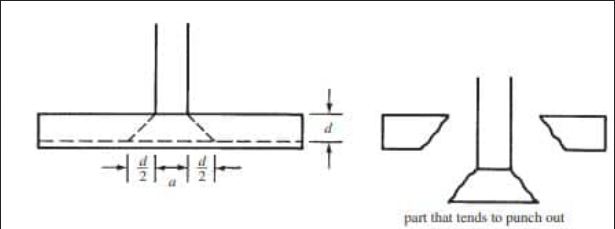 d
d/2
a
d/2
part that tends to punch out